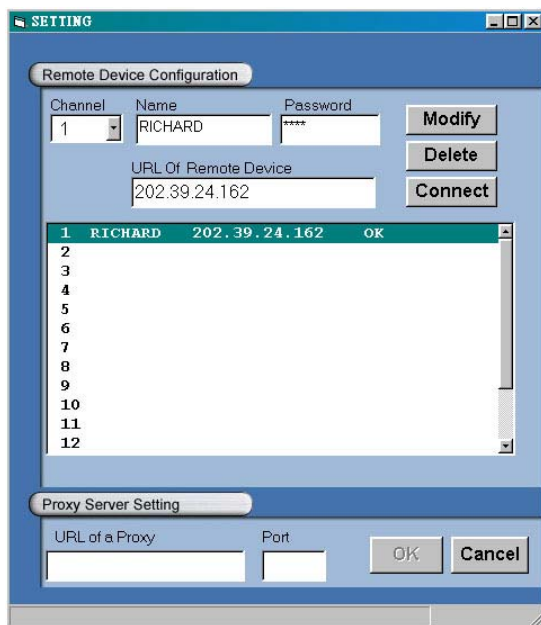 SETTING
Remote Device Configuration
Channel Name Password
1 RICHARD ****
Modify
URL Of Remote Device
Delete
202.39.24.162
Connect
1 RICHARD 202.39.24.162 OK
2
3
4
5
6
7
8
9
10
11
12
Proxy Server Setting
URL of a Proxy Port
OK Cancel